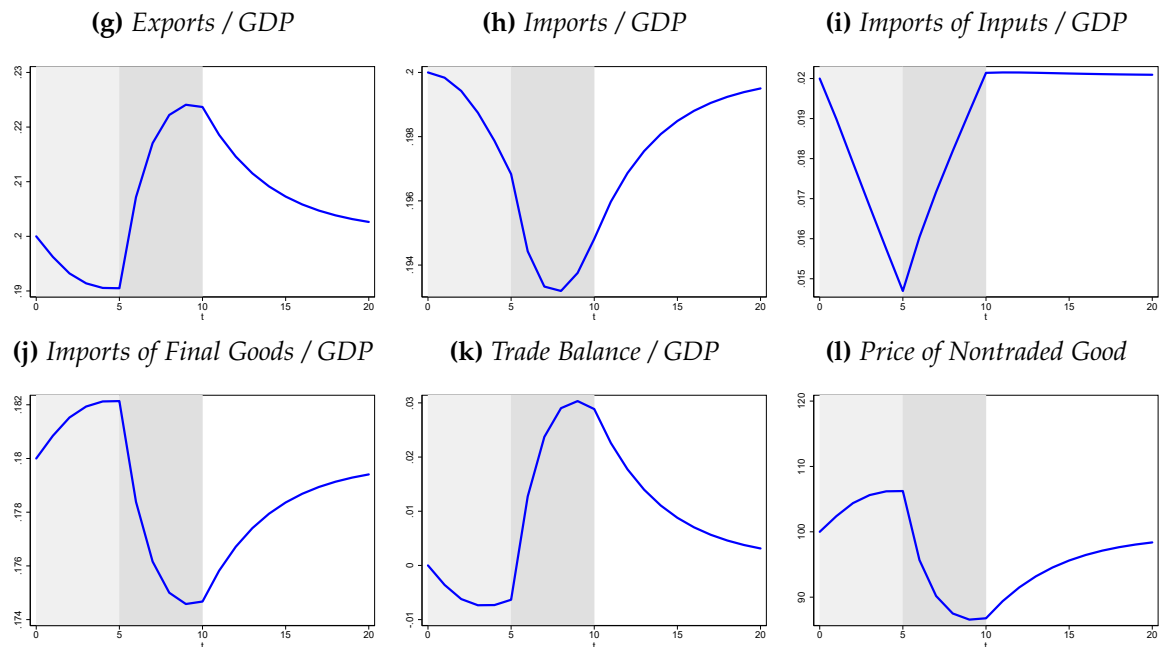 (g) Exports / GDP (h) Imports / GDP (i) Imports of Inputs / GDP
.23
.22
.21
.2
.19
0 5 10 15 20
t
.2
.198
.196
.194
0 5 10 15 20
t
.02
.019
.018
.017
.016
.015
0 5 10 15 20
t
(j) Imports of Final Goods / GDP (k) Trade Balance / GDP (l) Price of Nontraded Good
.182
.18
.178
.176
.174
0 5 10 15 20
t
.03
.02
.01
0
-.01
0 5 10 15 20
t
120
110
100
90
0 5 10 15 20
t